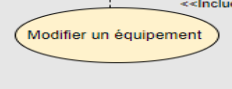 <<Inclu
Modifier un équipement